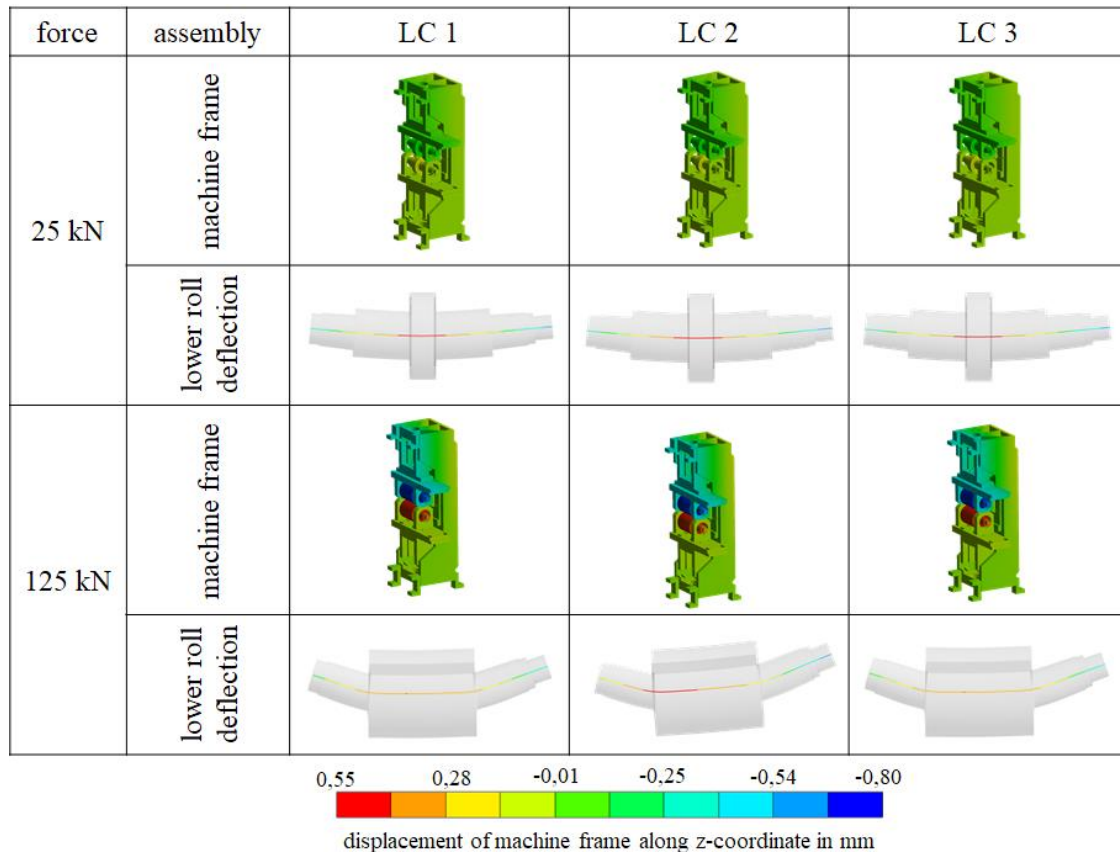 force assembly LC 1 LC 2 LC 3
25 kN
machine frame
lower roll
deflection
125 kN
machine frame
lower roll
deflection
0,55 0,28 -0,01 -0,25 -0,54 -0,80
displacement of machine frame along z-coordinate in mm